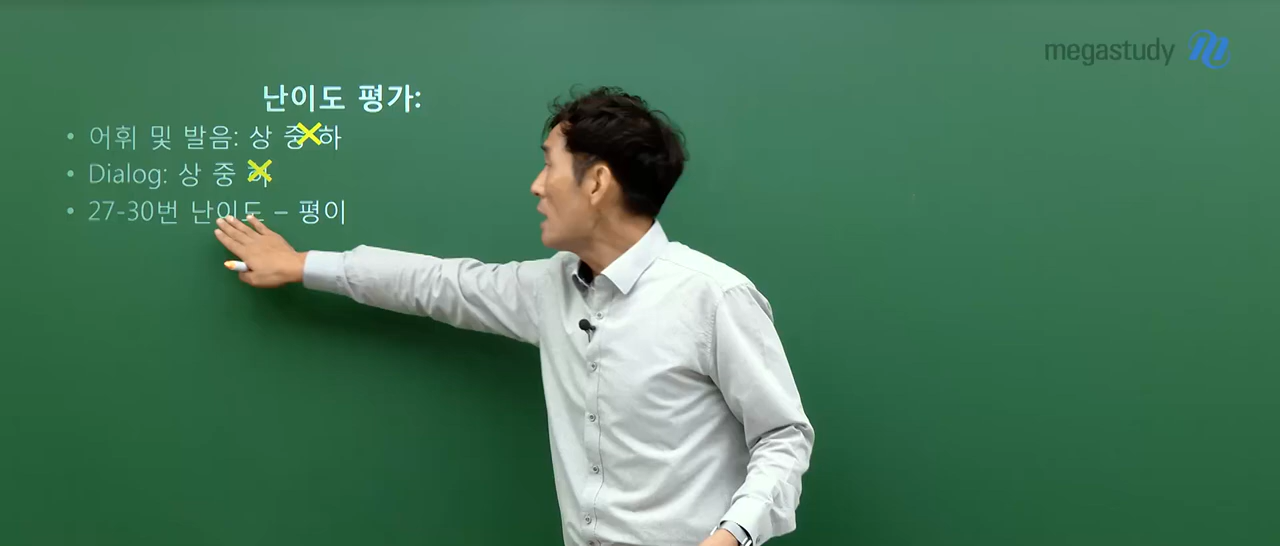 megastudy
난이도 평가:
• 어휘 및 발음: 상 중 하
• Dialog: 상 중 하
• 27-30번 난이도 – 평이